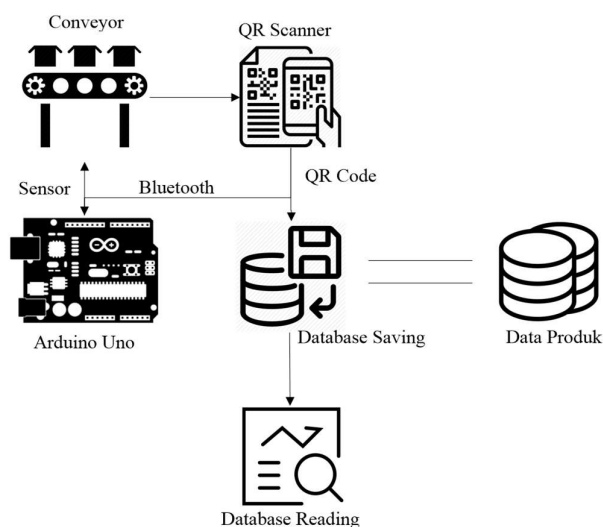 Conveyor
QR Scanner
Sensor
Bluetooth
QR Code
Arduino Uno
Database Saving
Data Produk
Database Reading